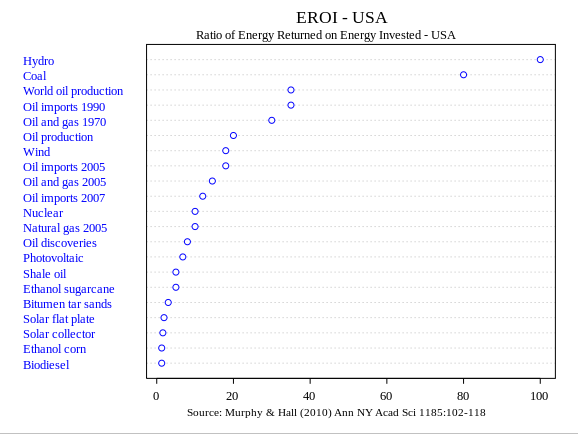 EROI - USA
Ratio of Energy Returned on Energy Invested - USA
Hydro
Coal
World oil production
Oil imports 1990
Oil and gas 1970
Oil production
Wind
Oil imports 2005
Oil and gas 2005
Oil imports 2007
Nuclear
Natural gas 2005
Oil discoveries
Photovoltaic
Shale oil
Ethanol sugarcane
Bitumen tar sands
Solar flat plate
Solar collector
Ethanol corn
Biodiesel
0 20 40 60 80 100
Source: Murphy & Hall (2010) Ann NY Acad Sci 1185:102-118